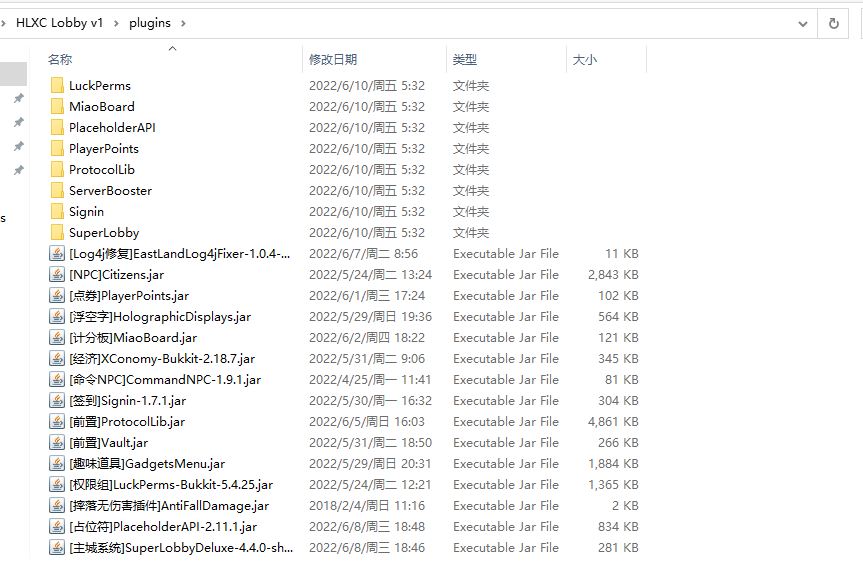 HLXC Lobby v1 > plugins >
名称 修改日期 类型 大小
LuckPerms 2022/6/10/周五 5:32 文件夹
MiaoBoard 2022/6/10/周五 5:32 文件夹
PlaceholderAPI 2022/6/10/周五 5:32 文件夹
PlayerPoints 2022/6/10/周五 5:32 文件夹
ProtocolLib 2022/6/10/周五 5:32 文件夹
ServerBooster 2022/6/10/周五 5:32 文件夹
Signin 2022/6/10/周五 5:32 文件夹
s
SuperLobby 2022/6/10/周五 5:32 文件夹
[Log4j修复]EastLandLog4jFixer-1.0.4-... 2022/6/7/周二 8:56 Executable Jar File 11 KB
[NPC]Citizens.jar 2022/5/24/周二 13:24 Executable Jar File 2,843 KB
[点券]PlayerPoints.jar 2022/6/1/周三 17:24 Executable Jar File 102 KB
[浮空字]HolographicDisplays.jar 2022/5/29/周日 19:36 Executable Jar File 564 KB
[计分板]MiaoBoard.jar 2022/6/2/周四 18:22 Executable Jar File 121 KB
[经济]XConomy-Bukkit-2.18.7.jar 2022/5/31/周二 9:06 Executable Jar File 345 KB
[命令NPC]CommandNPC-1.9.1.jar 2022/4/25/周一 11:41 Executable Jar File 81 KB
[签到]Signin-1.7.1.jar 2022/5/30/周一 16:32 Executable Jar File 304 KB
[前置]ProtocolLib.jar 2022/6/5/周日 16:03 Executable Jar File 4,861 KB
[前置]Vault.jar 2022/5/31/周二 18:50 Executable Jar File 266 KB
[趣味道具]GadgetsMenu.jar 2022/5/29/周日 20:31 Executable Jar File 1,884 KB
[权限组]LuckPerms-Bukkit-5.4.25.jar 2022/5/24/周二 12:21 Executable Jar File 1,365 KB
[摔落无伤害插件]AntiFallDamage.jar 2018/2/4/周日 11:16 Executable Jar File 2 KB
[占位符]PlaceholderAPI-2.11.1.jar 2022/6/8/周三 18:48 Executable Jar File 834 KB
[主城系统]SuperLobbyDeluxe-4.4.0-sh... 2022/6/8/周三 18:46 Executable Jar File 281 KB